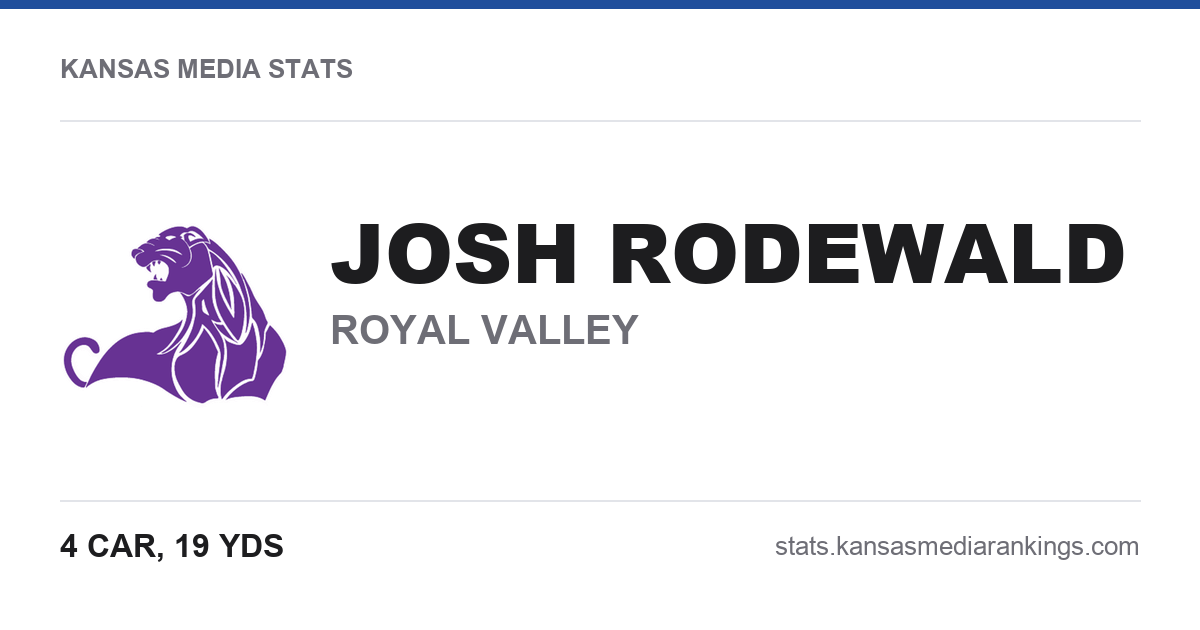 KANSAS MEDIA STATS
JOSH RODEWALD
ROYAL VALLEY
4 CAR, 19 YDS
stats.kansasmediarankings.com